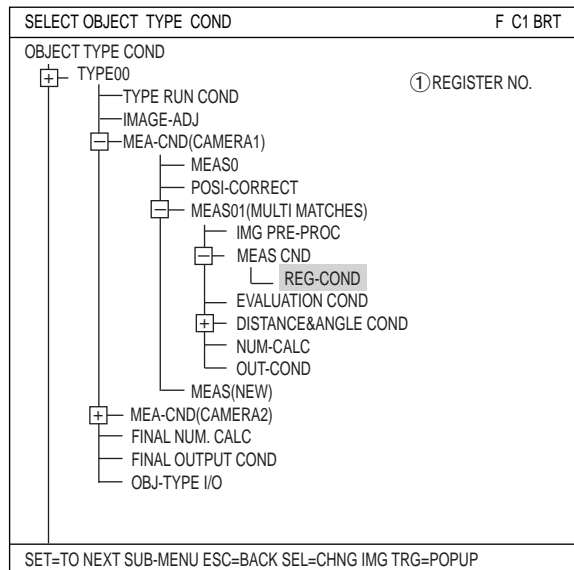 SELECT OBJECT TYPE COND F C1 BRT
OBJECT TYPE COND
TYPE00
① REGISTER NO.
TYPE RUN COND
IMAGE-ADJ
MEA-CND(CAMERA1)
MEAS0
POSI-CORRECT
MEAS01(MULTI MATCHES)
IMG PRE-PROC
MEAS CND
REG-COND
EVALUATION COND
DISTANCE&ANGLE COND
NUM-CALC
OUT-COND
MEAS(NEW)
MEA-CND(CAMERA2)
FINAL NUM. CALC
FINAL OUTPUT COND
OBJ-TYPE I/O
SET=TO NEXT SUB-MENU ESC=BACK SEL=CHNG IMG TRG=POPUP